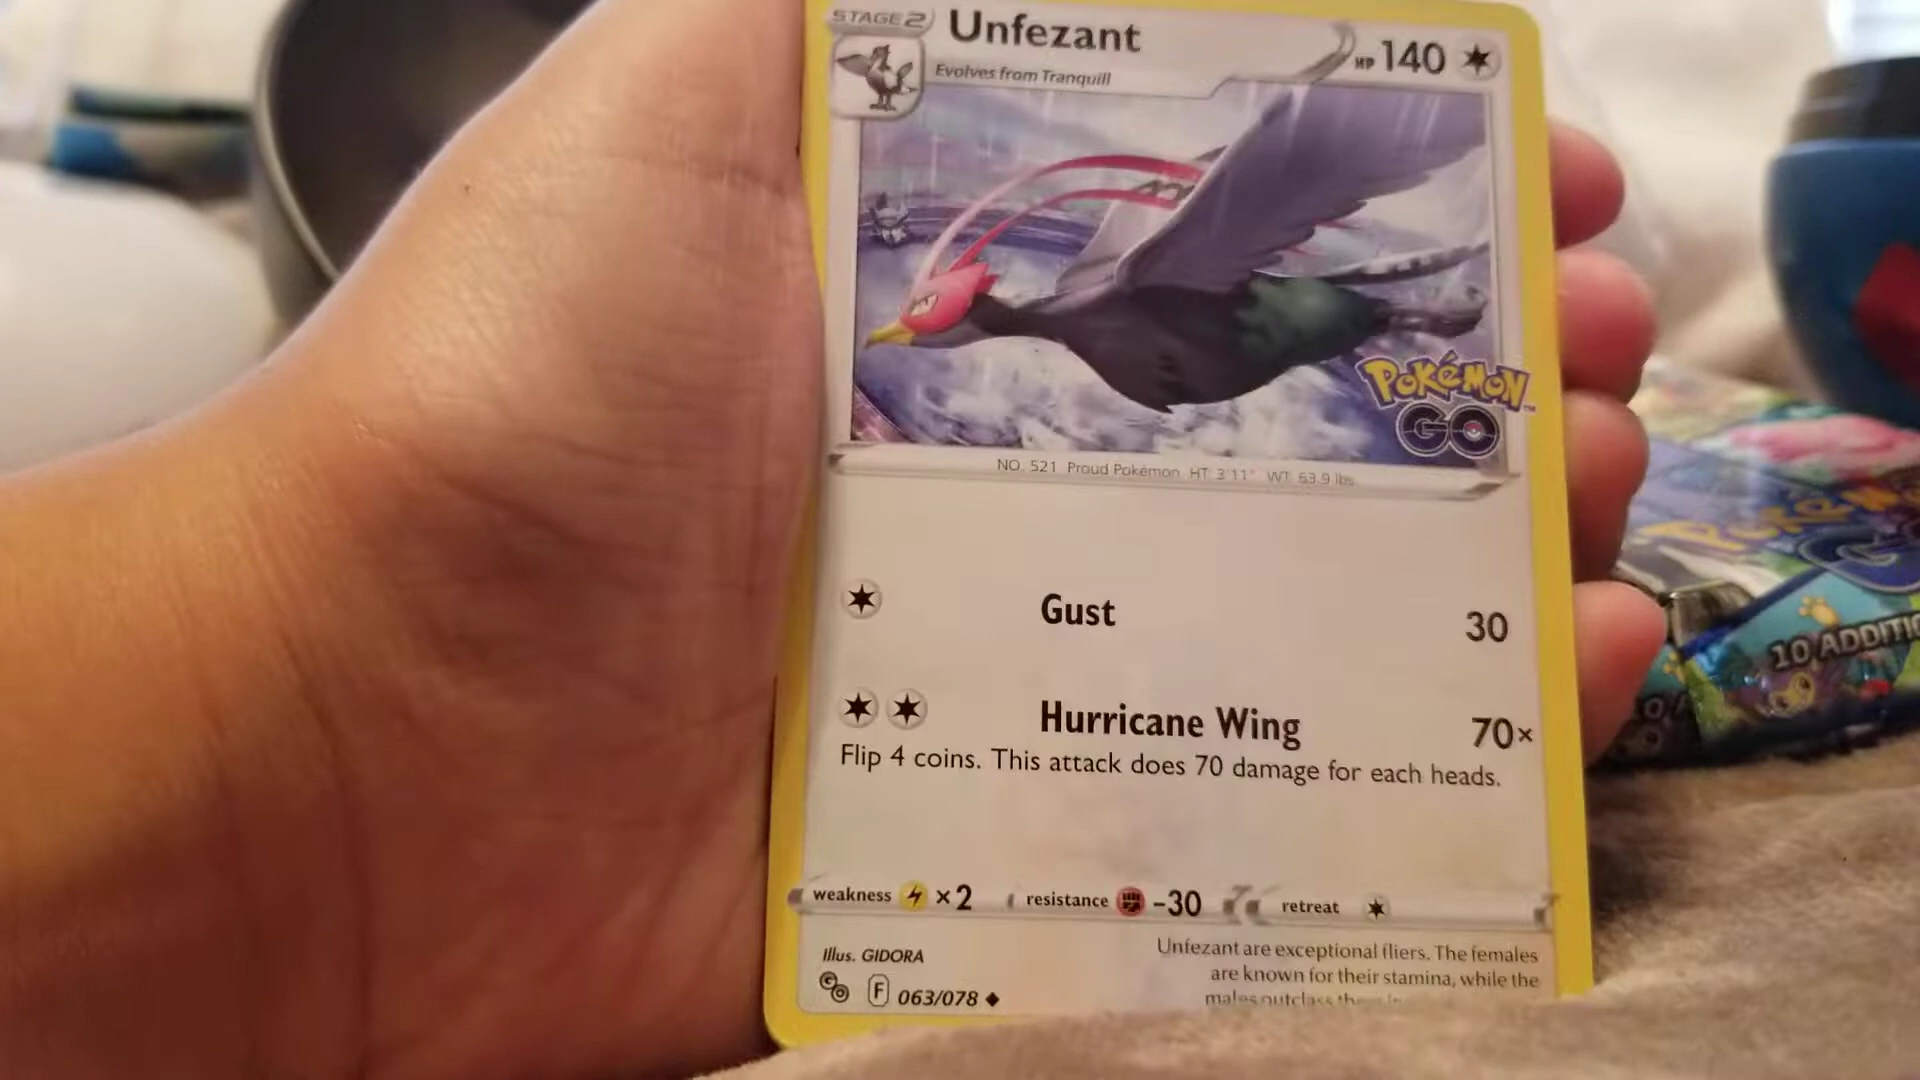 STAGE 2
Unfezant
HP 140
Evolves from Tranquill
Pokémon
GO
NO. 521 Proud Pokémon HT: 3'11" WT: 63.9 lbs.
Gust
30
Hurricane Wing
70×
Flip 4 coins. This attack does 70 damage for each heads.
weakness ×2 resistance -30 retreat
Illus. GIDORA
Unfezant are exceptional fliers. The females
are known for their stamina, while the
males outclass
GO F 063/078
POKÉMON
10 ADDITIO